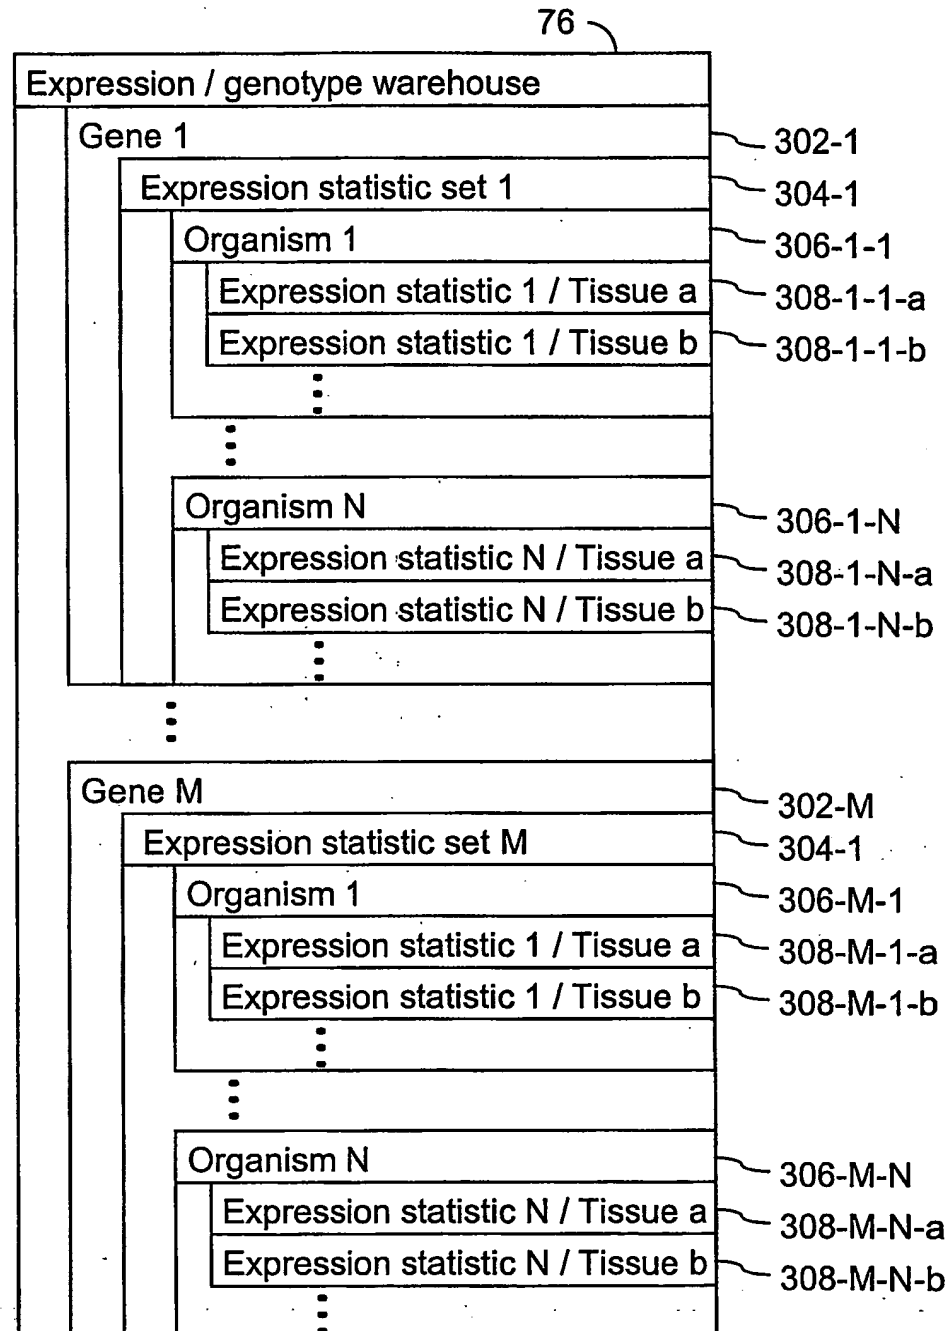 76
Expression / genotype warehouse
Gene 1
302-1
Expression statistic set 1
304-1
Organism 1
306-1-1
Expression statistic 1 / Tissue a
308-1-1-a
Expression statistic 1 / Tissue b
308-1-1-b
Organism N
306-1-N
Expression statistic N / Tissue a
308-1-N-a
Expression statistic N / Tissue b
308-1-N-b
Gene M
302-M
Expression statistic set M
304-1
Organism 1
306-M-1
Expression statistic 1 / Tissue a
308-M-1-a
Expression statistic 1 / Tissue b
308-M-1-b
Organism N
306-M-N
Expression statistic N / Tissue a
308-M-N-a
Expression statistic N / Tissue b
308-M-N-b